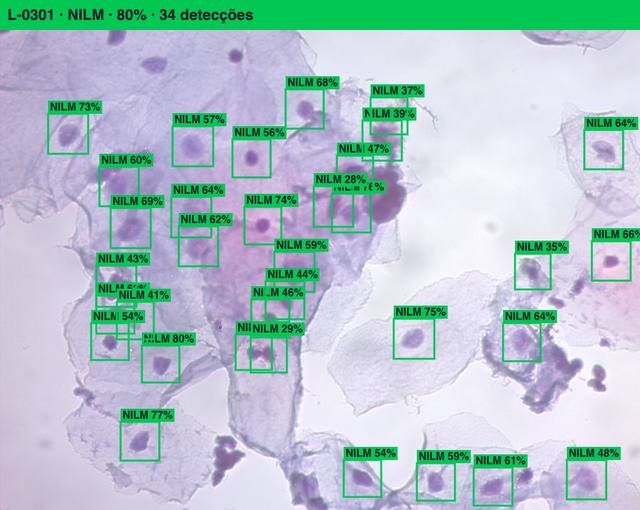 L-0301 · NILM · 80% · 34 detecções
NILM 68%
NILM 37%
NILM 73%
NILM 39%
NILM 57%
NILM 64%
NILM 56%
NILM 47%
NILM 60%
NILM 28%
NILM 64%
NILM 69%
NILM 74%
NILM 62%
NILM 66%
NILM 59%
NILM 35%
NILM 43%
NILM 44%
NILM 41%
NILM 46%
NILM 75%
NILM 54%
NILM 64%
NILM 29%
NILM 80%
NILM 77%
NILM 54%
NILM 59%
NILM 61%
NILM 48%